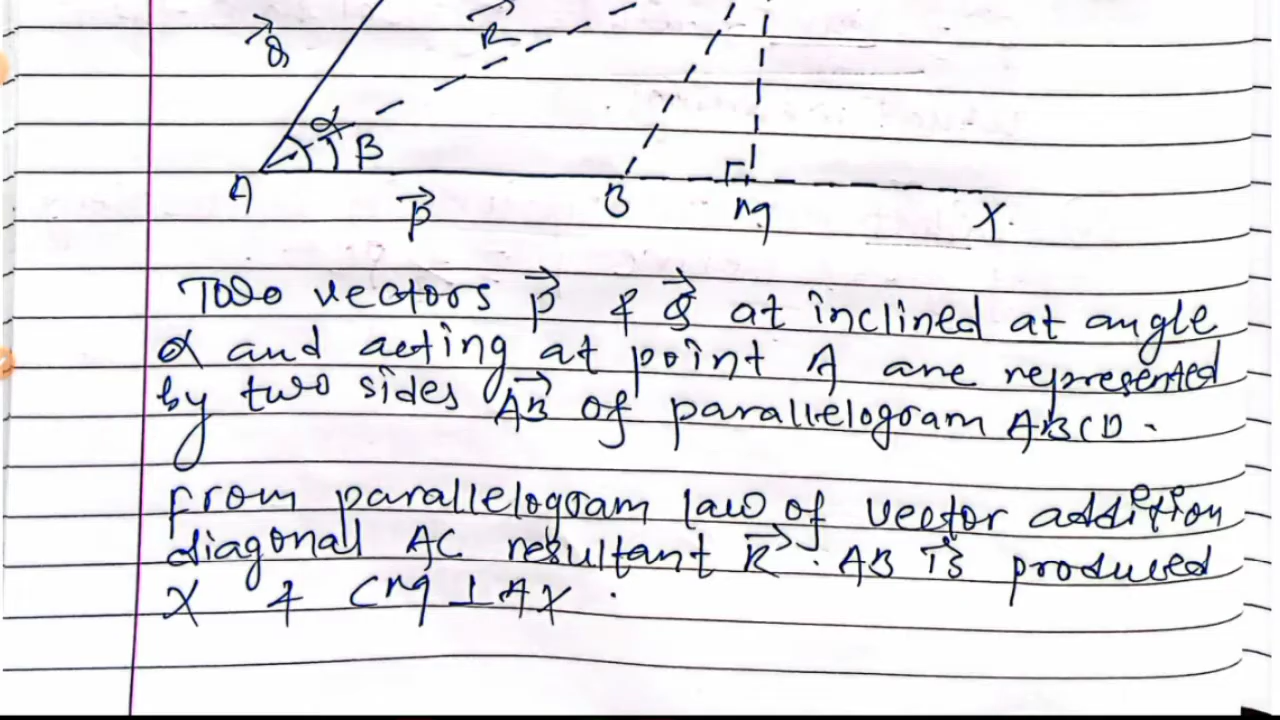 Q⃗
R⃗
α
β
A
P⃗
B
M
X
Two vectors P⃗ & Q⃗ at inclined at angle
α and acting at point A are represented
by two sides AB⃗ of parallelogram ABCD.
From parallelogram law of vector addition
diagonal AC resultant R⃗. AB is produced
X & CM ⊥ AX.